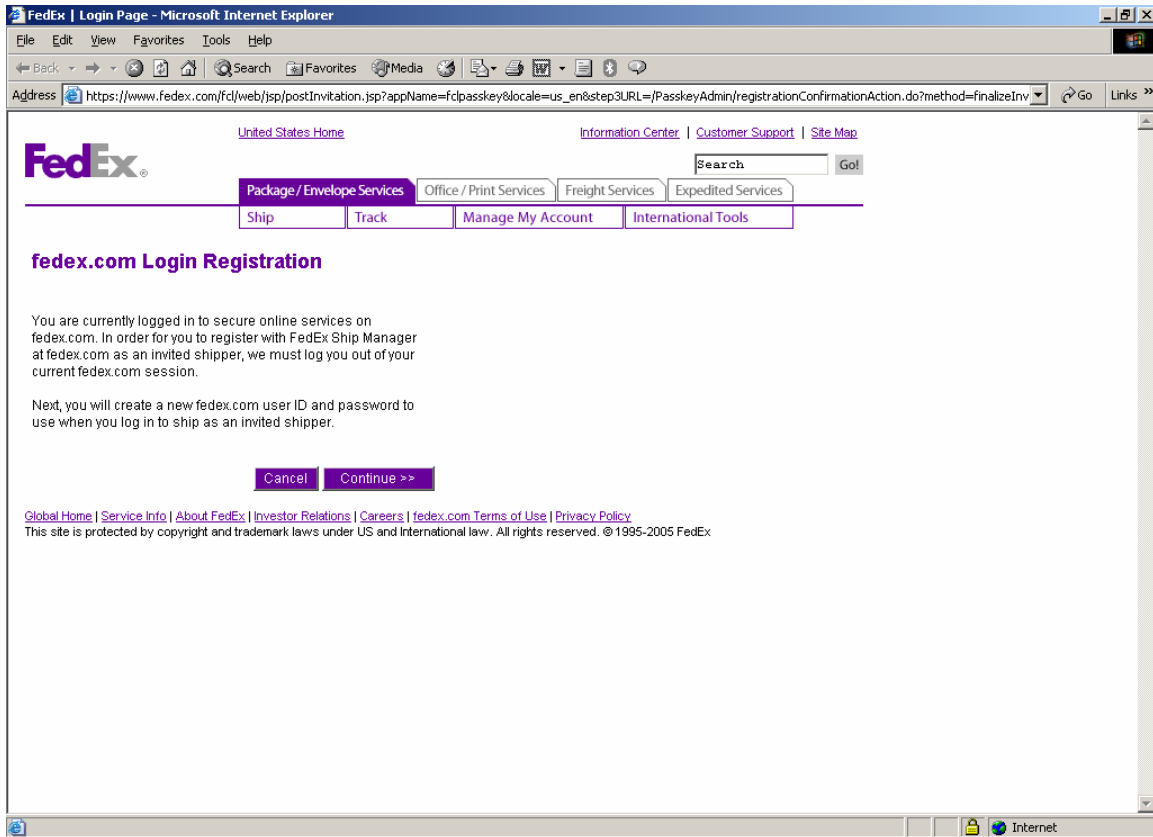 FedEx | Login Page - Microsoft Internet Explorer
File Edit View Favorites Tools Help
Back Search Favorites Media
Address https://www.fedex.com/fcl/web/jsp/postInvitation.jsp?appName=fclpasskey&locale=us_en&step3URL=/PasskeyAdmin/registrationConfirmationAction.do?method=finalizeInv Go Links »
United States Home Information Center | Customer Support | Site Map
FedEx®
Search Go!
Package / Envelope Services Office / Print Services Freight Services Expedited Services
Ship Track Manage My Account International Tools
fedex.com Login Registration
You are currently logged in to secure online services on
fedex.com. In order for you to register with FedEx Ship Manager
at fedex.com as an invited shipper, we must log you out of your
current fedex.com session.
Next, you will create a new fedex.com user ID and password to
use when you log in to ship as an invited shipper.
Cancel Continue >>
Global Home | Service Info | About FedEx | Investor Relations | Careers | fedex.com Terms of Use | Privacy Policy
This site is protected by copyright and trademark laws under US and International law. All rights reserved. © 1995-2005 FedEx
Internet